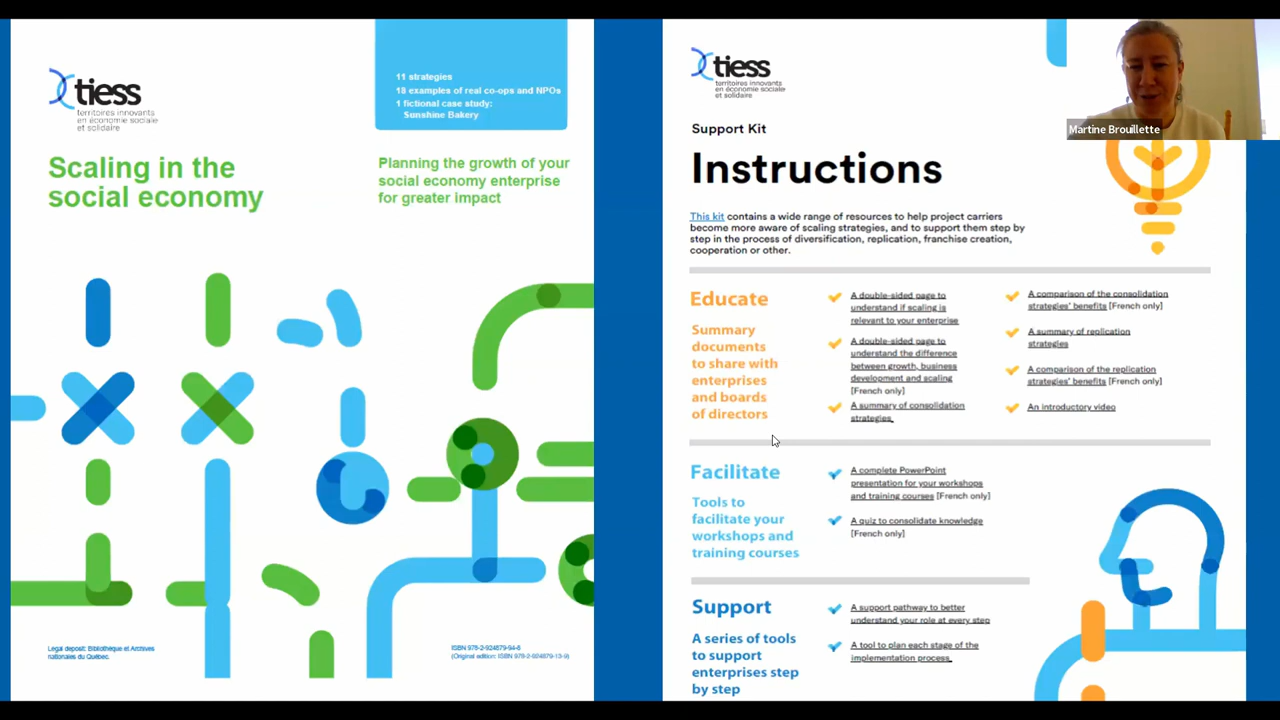 tiess
territoires innovants
en économie sociale
et solidaire
11 strategies
18 examples of real co-ops and NPOs
1 fictional case study:
Sunshine Bakery
Scaling in the
social economy
Planning the growth of your
social economy enterprise
for greater impact
Legal deposit: Bibliothèque et Archives
nationales du Québec.
ISBN 978-2-924879-94-8
(Original edition: ISBN 978-2-924879-13-9)
tiess
territoires innovants
en économie sociale
et solidaire
Martine Brouillette
Support Kit
Instructions
This kit contains a wide range of resources to help project carriers
become more aware of scaling strategies, and to support them step by
step in the process of diversification, replication, franchise creation,
cooperation or other.
Educate
Summary
documents
to share with
enterprises
and boards
of directors
A double-sided page to
understand if scaling is
relevant to your enterprise
A double-sided page to
understand the difference
between growth, business
development and scaling
[French only]
A summary of consolidation
strategies
A comparison of the consolidation
strategies' benefits [French only]
A summary of replication
strategies
A comparison of the replication
strategies' benefits [French only]
An introductory video
Facilitate
Tools to
facilitate your
workshops and
training courses
A complete PowerPoint
presentation for your workshops
and training courses [French only]
A quiz to consolidate knowledge
[French only]
Support
A series of tools
to support
enterprises step
by step
A support pathway to better
understand your role at every step
A tool to plan each stage of the
implementation process